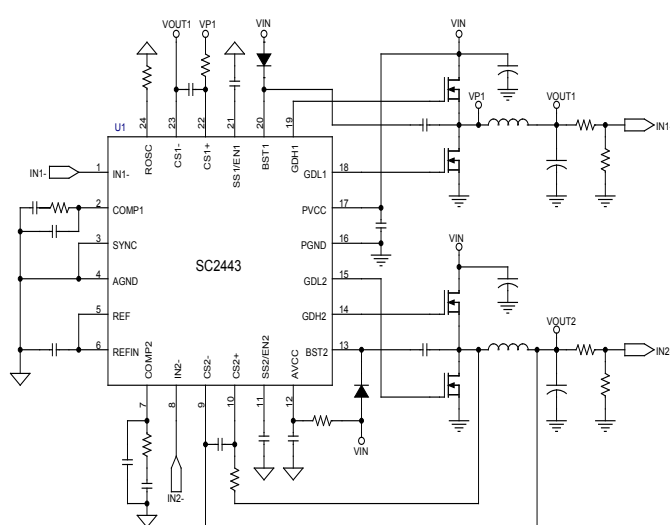 VOUT1 VP1 VIN VIN
VP1 VOUT1
IN1
U1
24 23 22 21 20 19
ROSC CS1- CS1+ SS1/EN1 BST1 GDH1
IN1- 1 IN1- GDL1 18
2 COMP1 PVCC 17
3 SYNC PGND 16
SC2443
4 AGND GDL2 15
VIN
5 REF GDH2 14
6 REFIN BST2 13
VOUT2
IN2
COMP2 IN2- CS2- CS2+ SS2/EN2 AVCC
7 8 9 10 11 12
VIN
IN2-